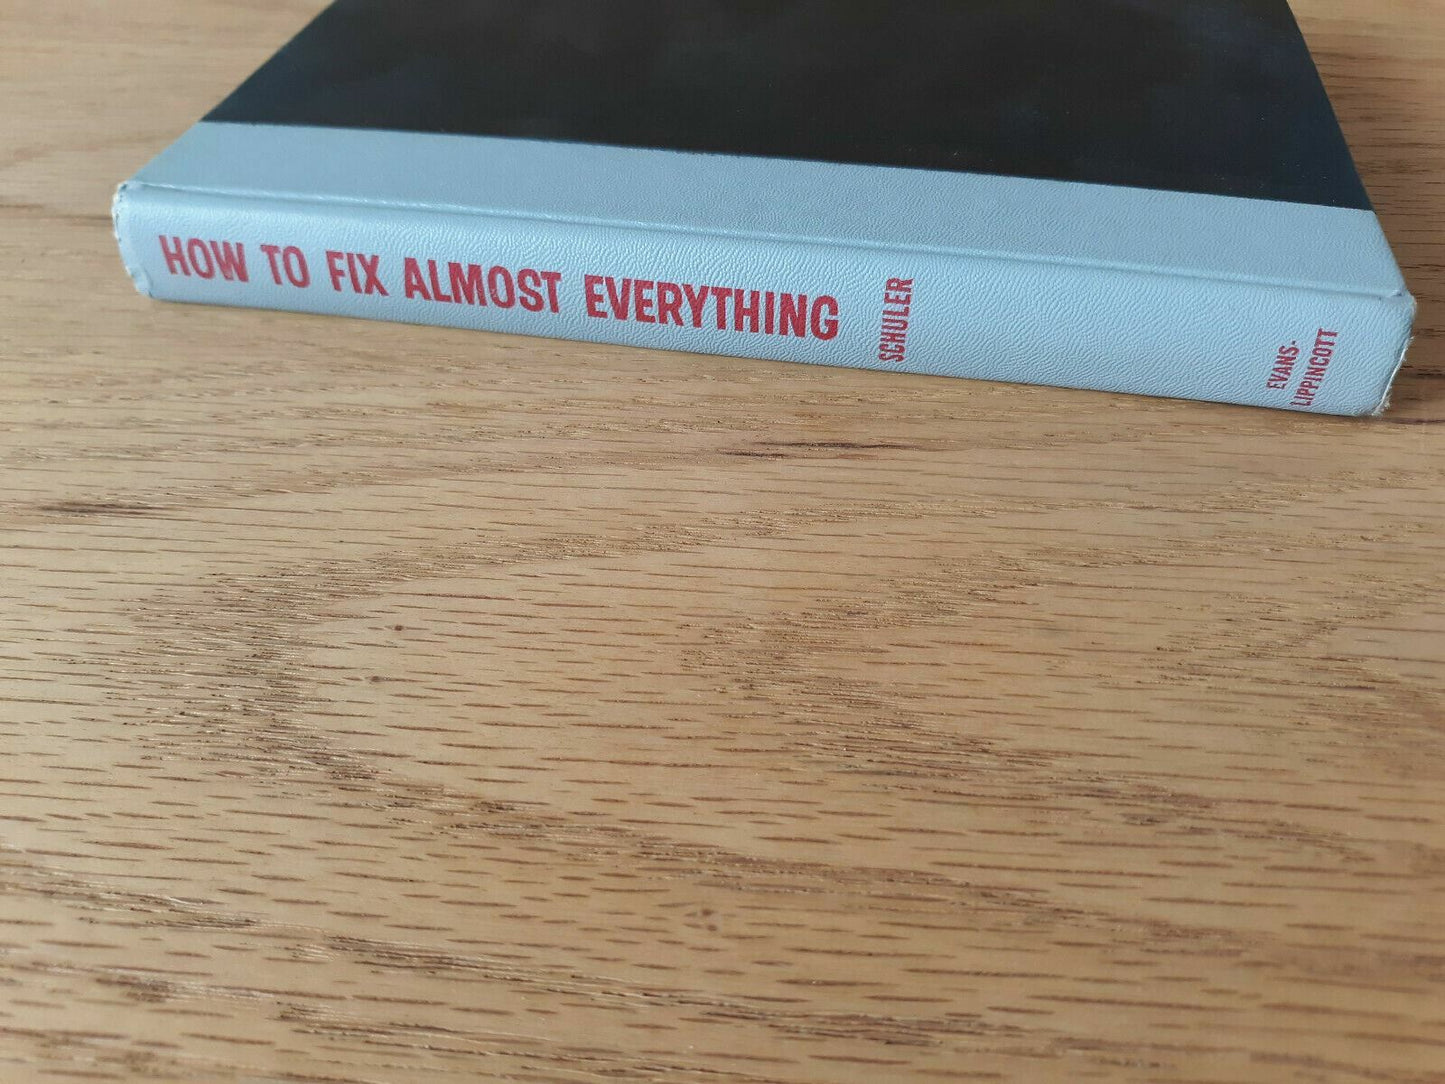 HOW TO FIX ALMOST EVERYTHING
SCHULER
EVANS-
LIPPINCOTT